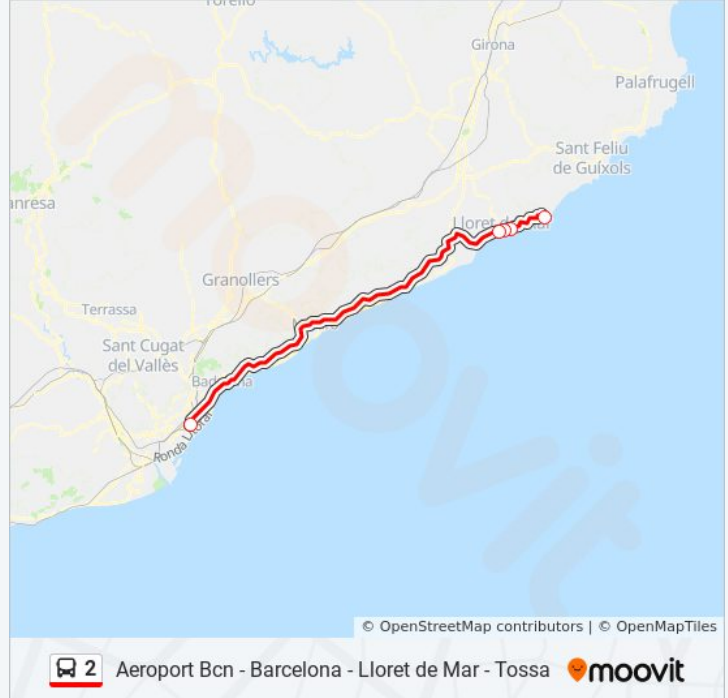 Torelló
Girona
Palafrugell
Sant Feliu
de Guíxols
anresa
Lloret de Mar
Granollers
Terrassa
Sant Cugat
del Vallès
Badalona
Ronda Litoral
moovit
© OpenStreetMap contributors | © OpenMapTiles
2 Aeroport Bcn - Barcelona - Lloret de Mar - Tossa moovit